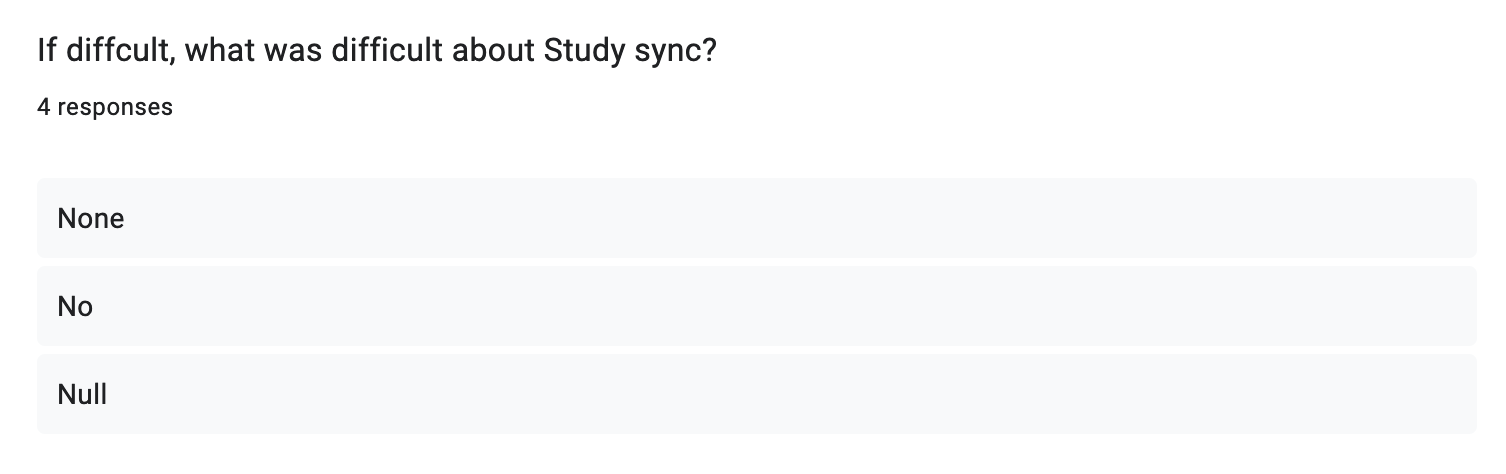 If diffcult, what was difficult about Study sync?
4 responses
None
No
Null